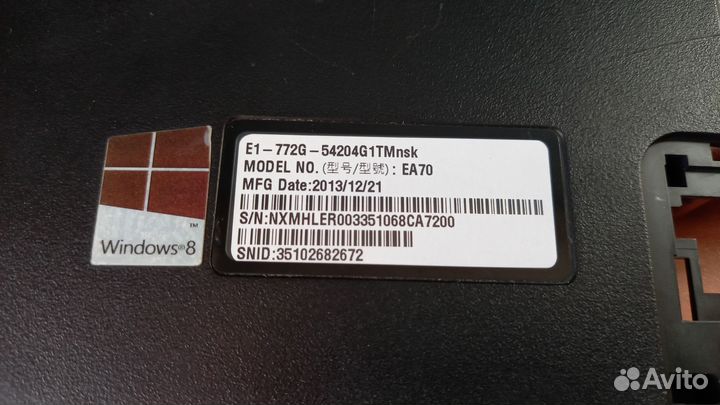 E1-772G-54204G1TMnsk
MODEL NO. (型号/型號): EA70
MFG Date:2013/12/21
S/N:NXMHLER003351068CA7200
SNID:35102682672
Windows®8
™
Avito